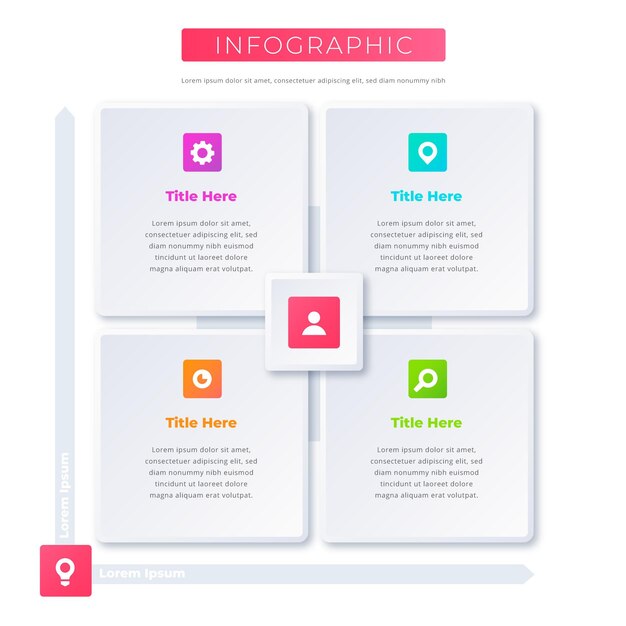 INFOGRAPHIC
Lorem ipsum dolor sit amet, consectetuer adipiscing elit, sed diam nonummy nibh
Title Here
Lorem ipsum dolor sit
amet, consectetuer
adipiscing elit, sed diam
nonummy nibh euismod
tincidunt ut laoreet dolore
magna aliquam erat volutpat.
Title Here
Lorem ipsum dolor sit
amet, consectetuer
adipiscing elit, sed diam
nonummy nibh euismod
tincidunt ut laoreet dolore
magna aliquam erat volutpat.
Title Here
Lorem ipsum dolor sit
amet, consectetuer
adipiscing elit, sed diam
nonummy nibh euismod
tincidunt ut laoreet dolore
magna aliquam erat volutpat.
Title Here
Lorem ipsum dolor sit
amet, consectetuer
adipiscing elit, sed diam
nonummy nibh euismod
tincidunt ut laoreet dolore
magna aliquam erat volutpat.
Lorem Ipsum
Lorem Ipsum